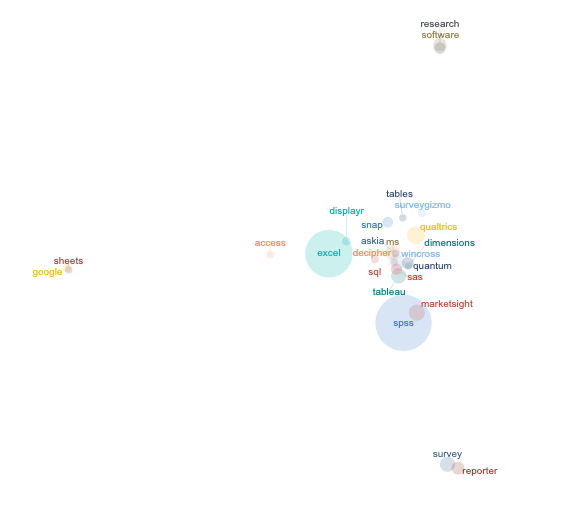 research
software
tables
surveygizmo
displayr
snap
qualtrics
askia
ms
dimensions
access
excel
decipher
wincross
sheets
google
sql
quantum
sas
tableau
marketsight
spss
survey
reporter